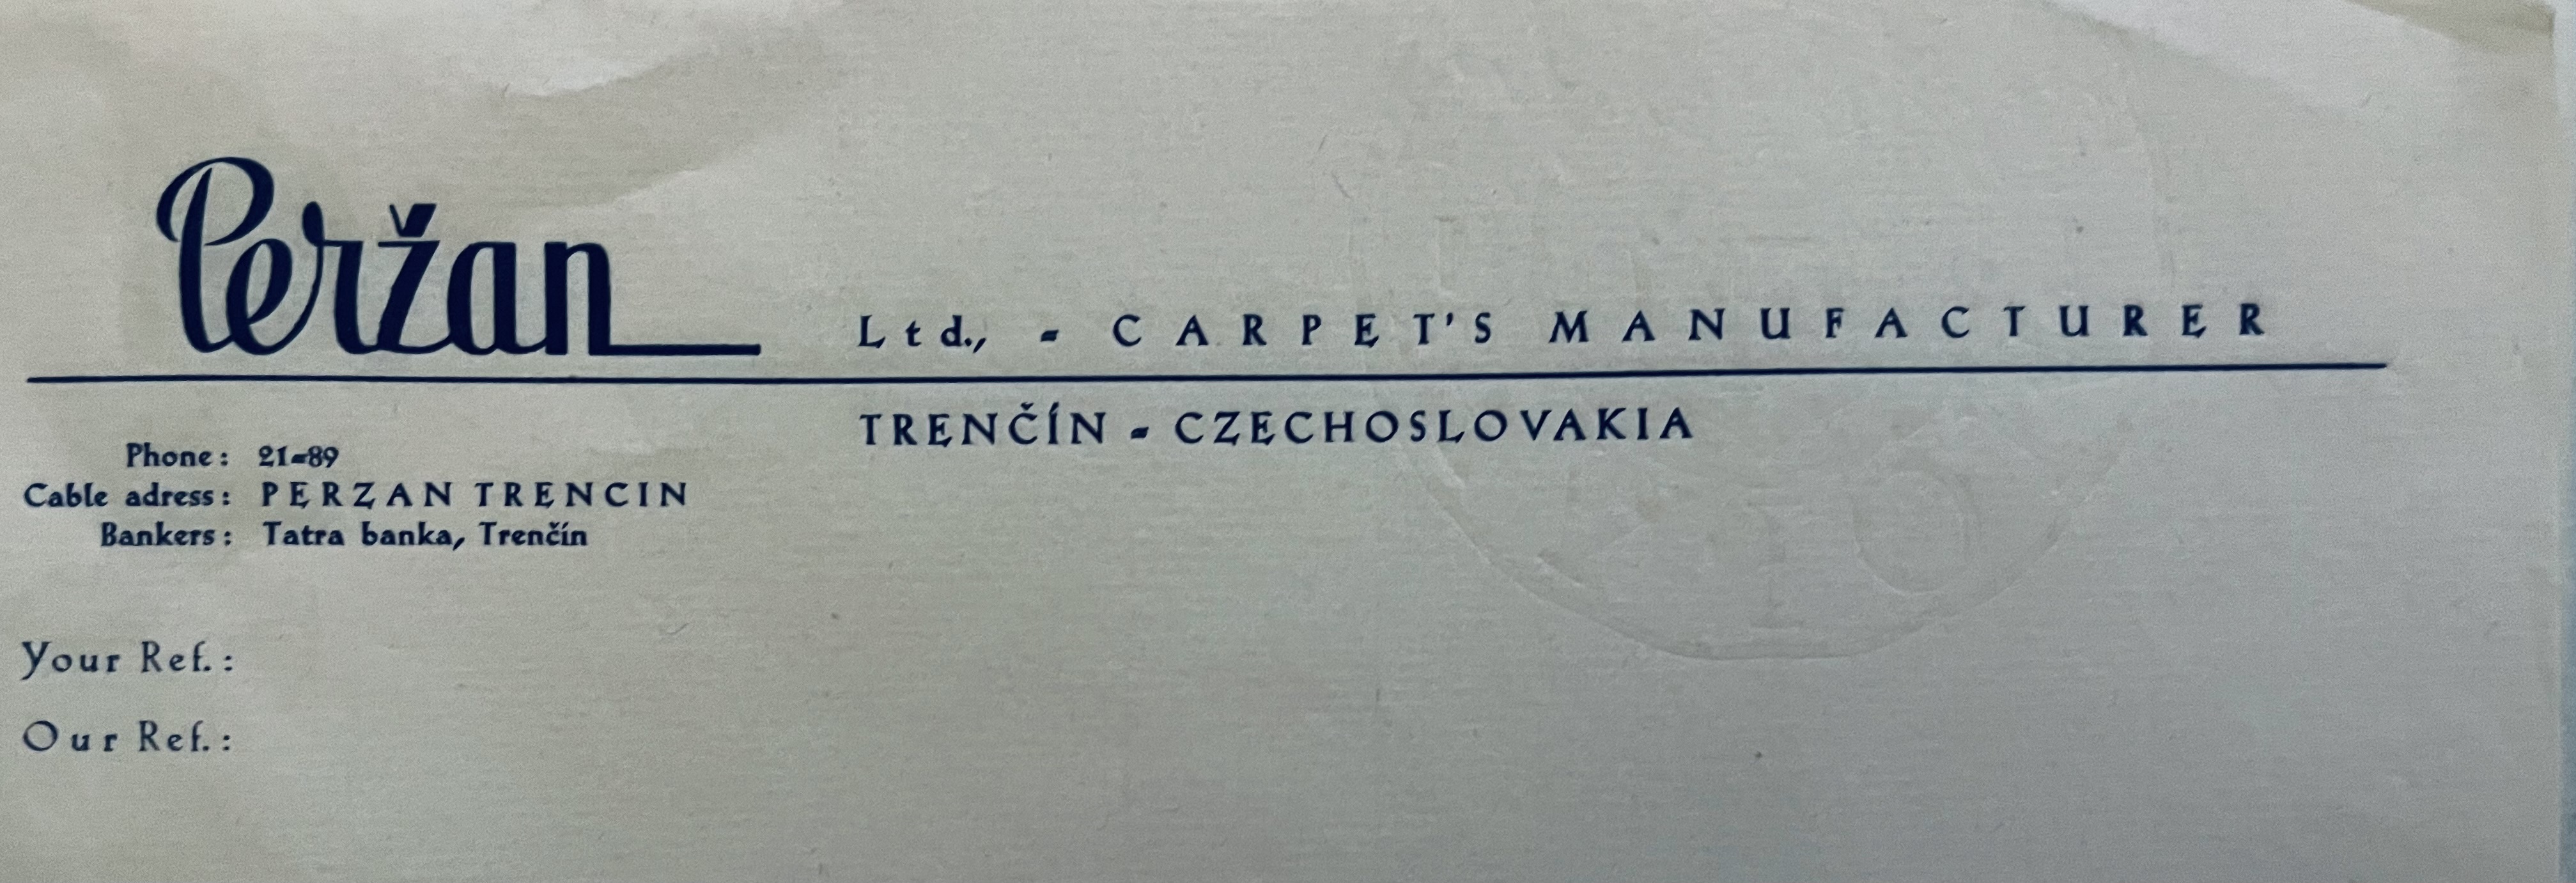 Peržan Ltd., - CARPET'S MANUFACTURER
TRENČÍN - CZECHOSLOVAKIA
Phone: 21-89
Cable adress: PERZAN TRENCIN
Bankers: Tatra banka, Trenčín
Your Ref.:
Our Ref.: